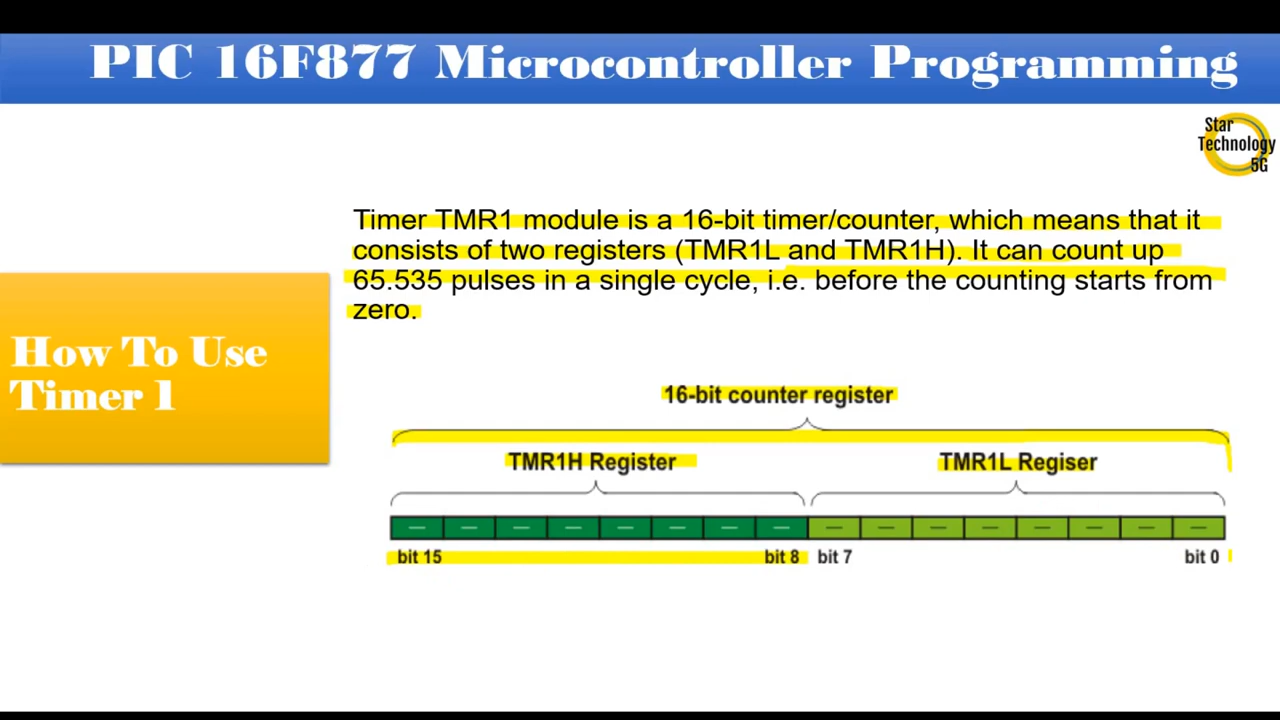 PIC 16F877 Microcontroller Programming
Star
Technology
5G
Timer TMR1 module is a 16-bit timer/counter, which means that it
consists of two registers (TMR1L and TMR1H). It can count up
65.535 pulses in a single cycle, i.e. before the counting starts from
zero.
How To Use
Timer 1
16-bit counter register
TMR1H Register TMR1L Regiser
bit 15 bit 8 bit 7 bit 0